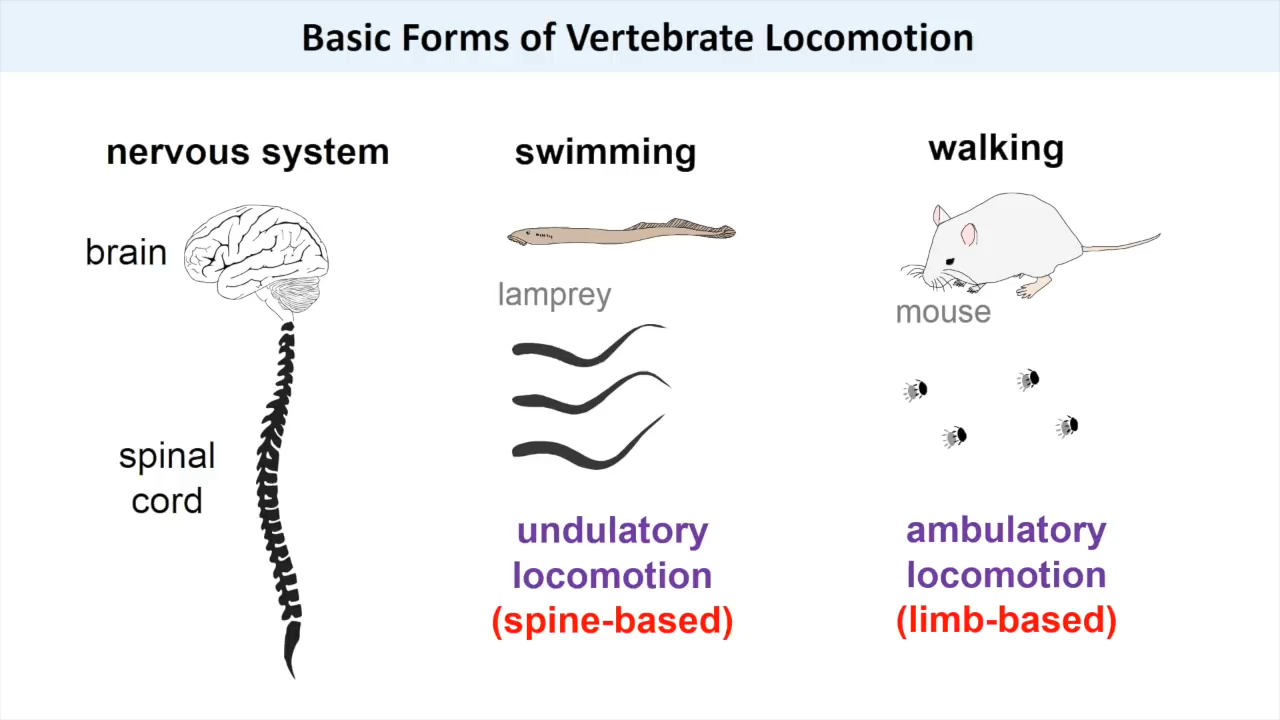 Basic Forms of Vertebrate Locomotion
nervous system
brain
spinal
cord
swimming
lamprey
undulatory
locomotion
(spine-based)
walking
mouse
ambulatory
locomotion
(limb-based)